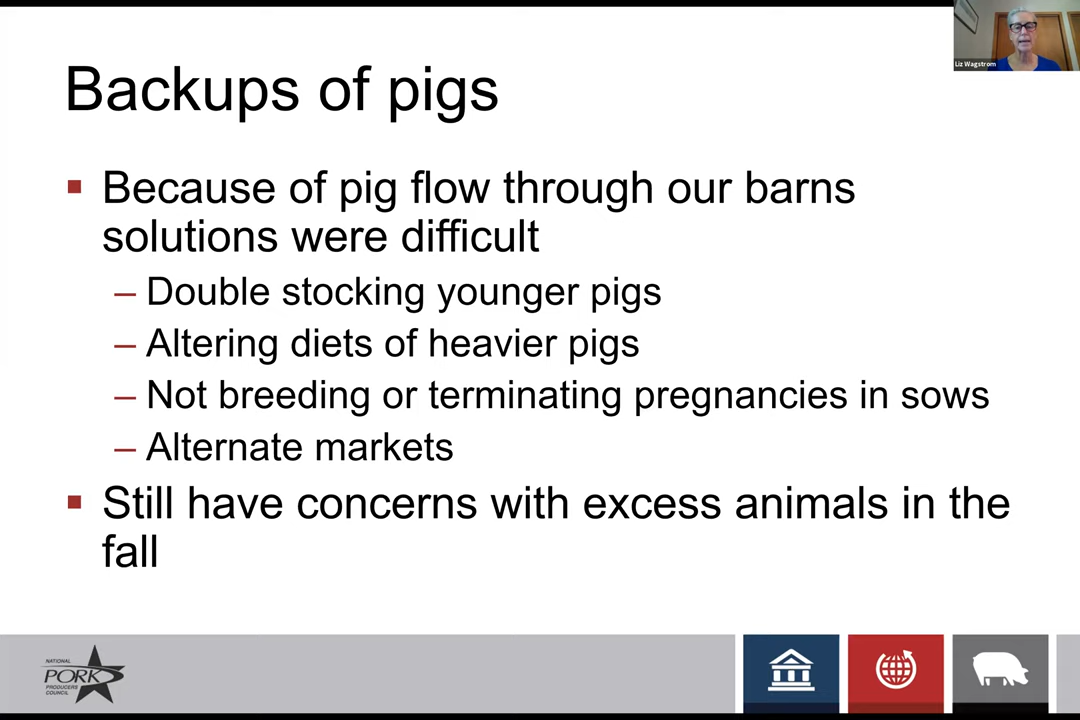 Liz Wagstrom
Backups of pigs
Because of pig flow through our barns
solutions were difficult
– Double stocking younger pigs
– Altering diets of heavier pigs
– Not breeding or terminating pregnancies in sows
– Alternate markets
Still have concerns with excess animals in the
fall
NATIONAL
PORK
PRODUCERS
COUNCIL